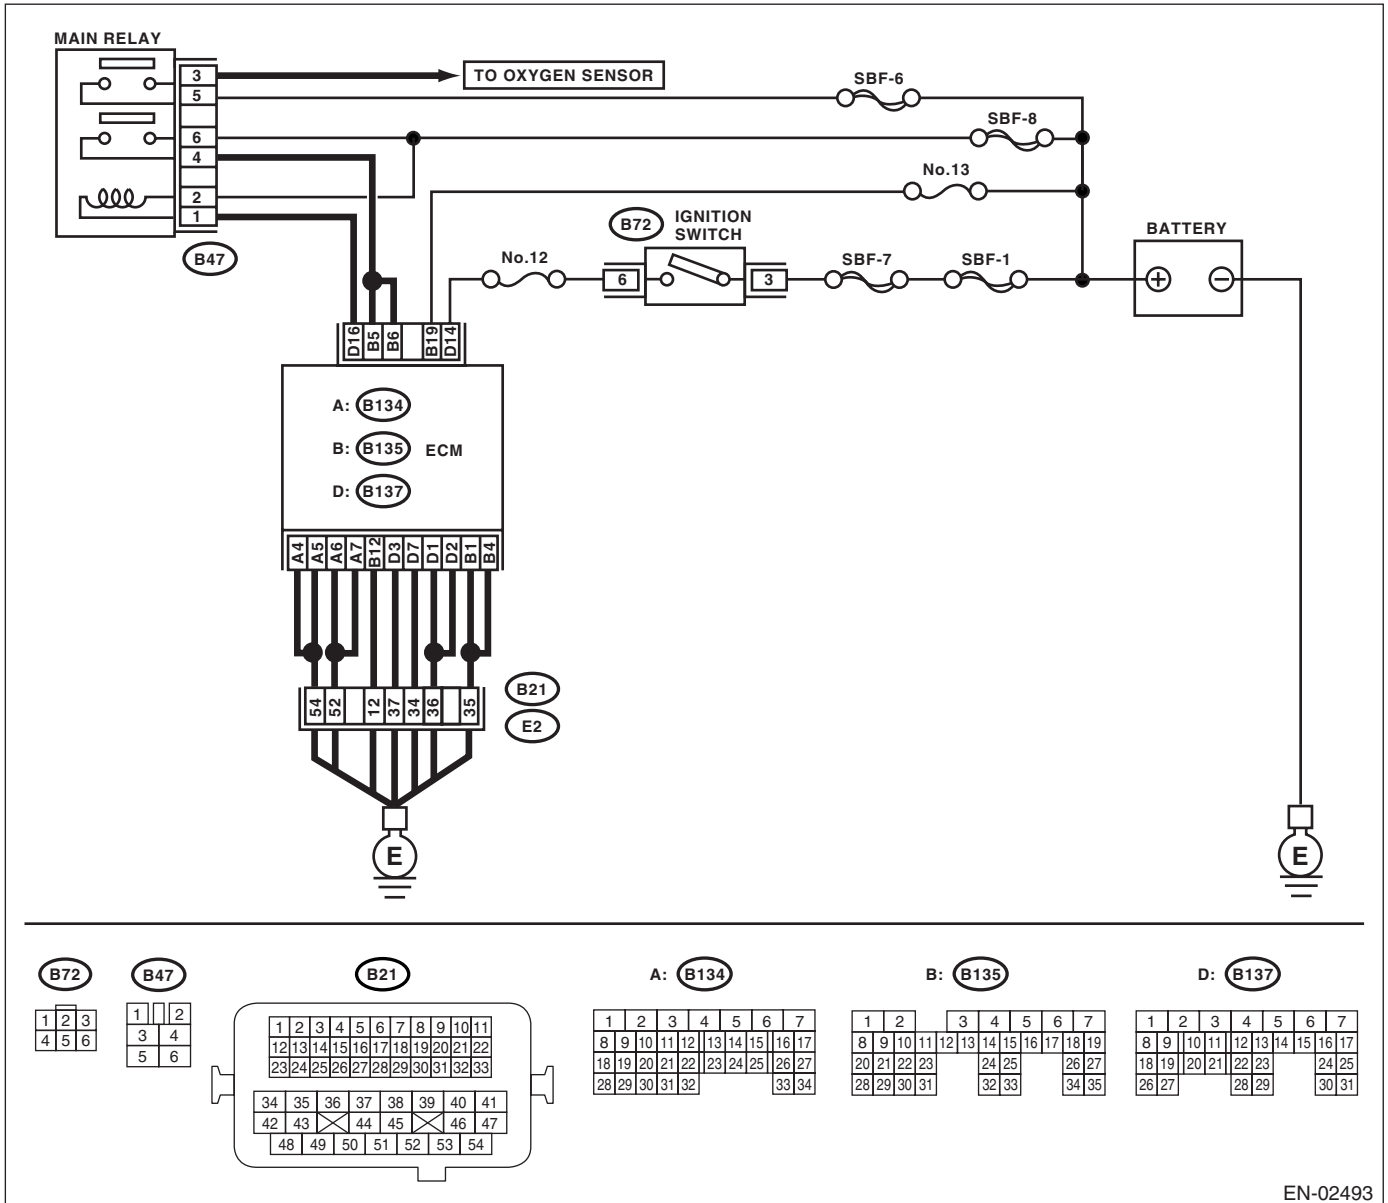 MAIN RELAY
3
5
6
4
2
1
B47
TO OXYGEN SENSOR
SBF-6
SBF-8
No.13
B72
IGNITION
SWITCH
No.12
6
3
SBF-7
SBF-1
BATTERY
+
−
D16
B5
B6
B19
D14
A: B134
B: B135 ECM
D: B137
A4
A5
A6
A7
B12
D3
D7
D1
D2
B1
B4
54
52
12
37
34
36
35
B21
E2
E
E
B72
1 2 3
4 5 6
B47
1 2
3 4
5 6
B21
1 2 3 4 5 6 7 8 9 10 11
12 13 14 15 16 17 18 19 20 21 22
23 24 25 26 27 28 29 30 31 32 33
34 35 36 37 38 39 40 41
42 43 44 45 46 47
48 49 50 51 52 53 54
A: B134
1 2 3 4 5 6 7
8 9 10 11 12 13 14 15 16 17
18 19 20 21 22 23 24 25 26 27
28 29 30 31 32 33 34
B: B135
1 2 3 4 5 6 7
8 9 10 11 12 13 14 15 16 17 18 19
20 21 22 23 24 25 26 27
28 29 30 31 32 33 34 35
D: B137
1 2 3 4 5 6 7
8 9 10 11 12 13 14 15 16 17
18 19 20 21 22 23 24 25
26 27 28 29 30 31
EN-02493